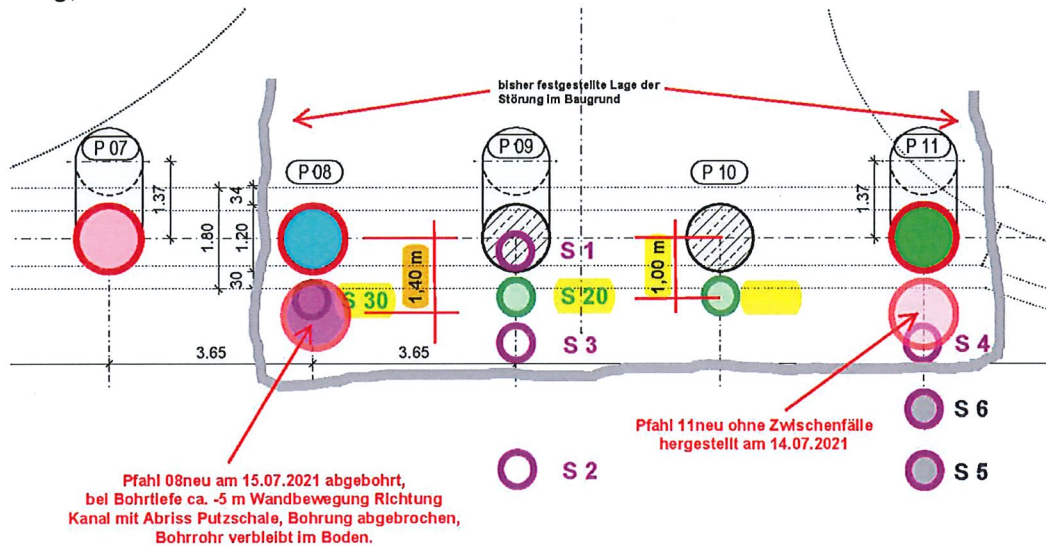 g,
bisher festgestellte Lage der
Störung im Baugrund
P 07
P 08
P 09
P 10
P 11
1.37
1.80
34
1.20
30
1,40 m
1,00 m
1.37
S 1
S 30
S 20
S 3
S 4
3.65
3.65
S 6
S 5
S 2
Pfahl 11neu ohne Zwischenfälle
hergestellt am 14.07.2021
Pfahl 08neu am 15.07.2021 abgebohrt,
bei Bohrtiefe ca. -5 m Wandbewegung Richtung
Kanal mit Abriss Putzschale, Bohrung abgebrochen,
Bohrrohr verbleibt im Boden.